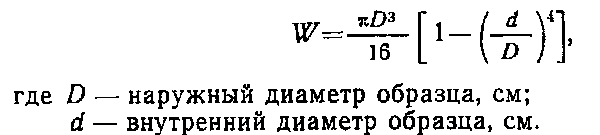 W = πD³/16 [1 − (d/D)⁴],
где D — наружный диаметр образца, см;
d — внутренний диаметр образца, см.